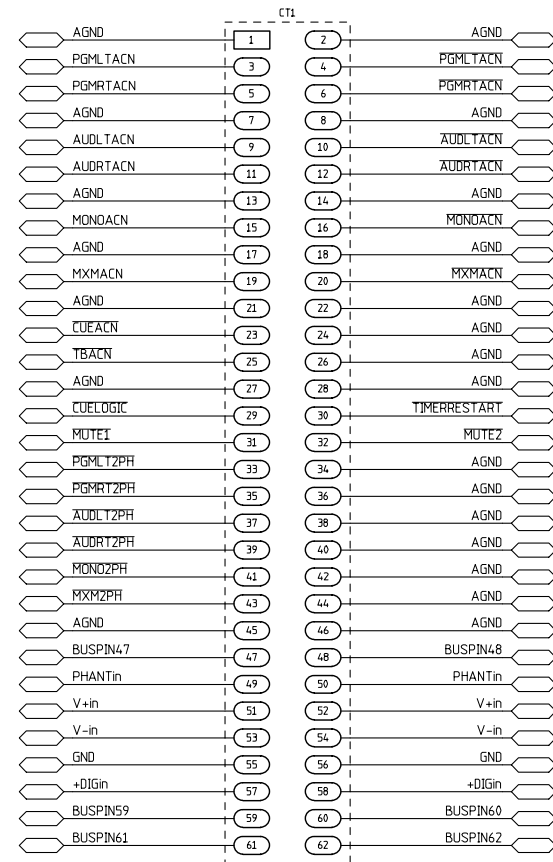 CT1
AGND 1 2 AGND
PGMLTACN 3 4 PGMLTACN
PGMRTACN 5 6 PGMRTACN
AGND 7 8 AGND
AUDLTACN 9 10 AUDLTACN
AUDRTACN 11 12 AUDRTACN
AGND 13 14 AGND
MONOACN 15 16 MONOACN
AGND 17 18 AGND
MXMACN 19 20 MXMACN
AGND 21 22 AGND
CUEACN 23 24 AGND
TBACN 25 26 AGND
AGND 27 28 AGND
CUELOGIC 29 30 TIMERRESTART
MUTE1 31 32 MUTE2
PGMLT2PH 33 34 AGND
PGMRT2PH 35 36 AGND
AUDLT2PH 37 38 AGND
AUDRT2PH 39 40 AGND
MONO2PH 41 42 AGND
MXM2PH 43 44 AGND
AGND 45 46 AGND
BUSPIN47 47 48 BUSPIN48
PHANTin 49 50 PHANTin
V+in 51 52 V+in
V-in 53 54 V-in
GND 55 56 GND
+DIGin 57 58 +DIGin
BUSPIN59 59 60 BUSPIN60
BUSPIN61 61 62 BUSPIN62